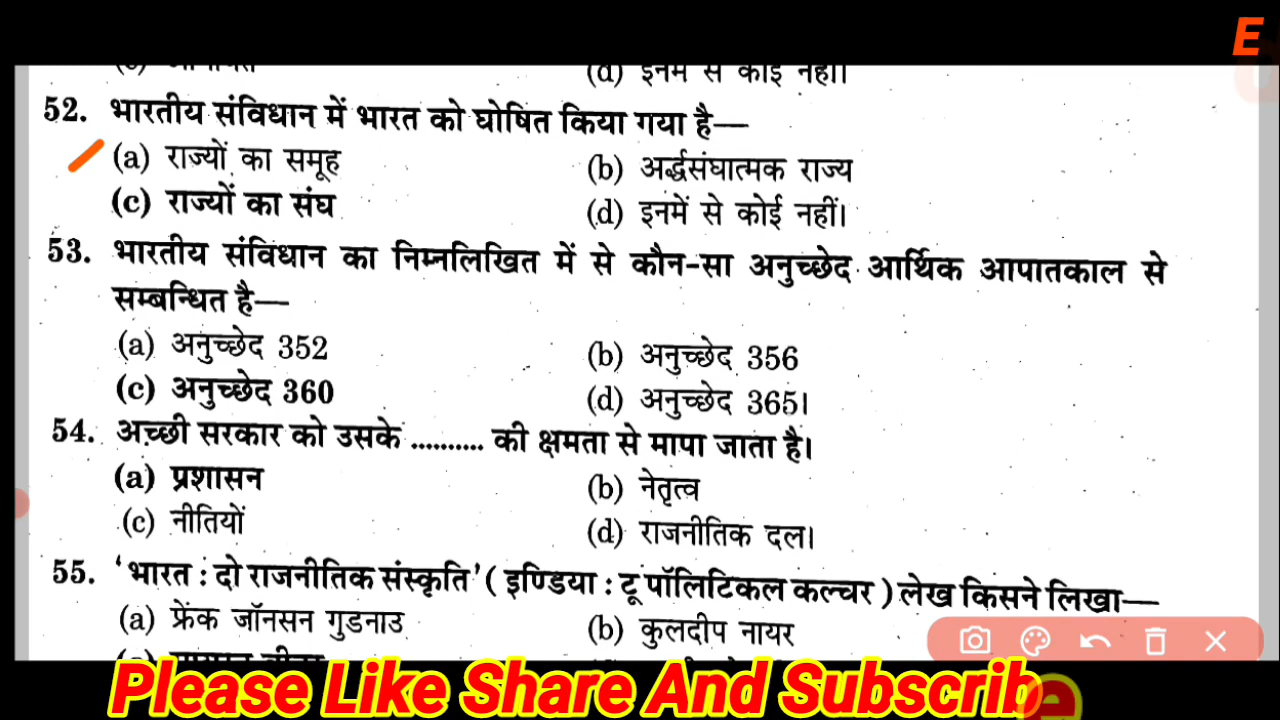 E
(d) इनमें से कोई नहीं।
52. भारतीय संविधान में भारत को घोषित किया गया है—
(a) राज्यों का समूह (b) अर्द्धसंघात्मक राज्य
(c) राज्यों का संघ (d) इनमें से कोई नहीं।
53. भारतीय संविधान का निम्नलिखित में से कौन-सा अनुच्छेद आर्थिक आपातकाल से
सम्बन्धित है—
(a) अनुच्छेद 352 (b) अनुच्छेद 356
(c) अनुच्छेद 360 (d) अनुच्छेद 365।
54. अच्छी सरकार को उसके .......... की क्षमता से मापा जाता है।
(a) प्रशासन (b) नेतृत्व
(c) नीतियों (d) राजनीतिक दल।
55. ‘भारत : दो राजनीतिक संस्कृति’ ( इण्डिया : टू पॉलिटिकल कल्चर ) लेख किसने लिखा—
(a) फ्रेंक जॉनसन गुडनाउ (b) कुलदीप नायर
Please Like Share And Subscribe